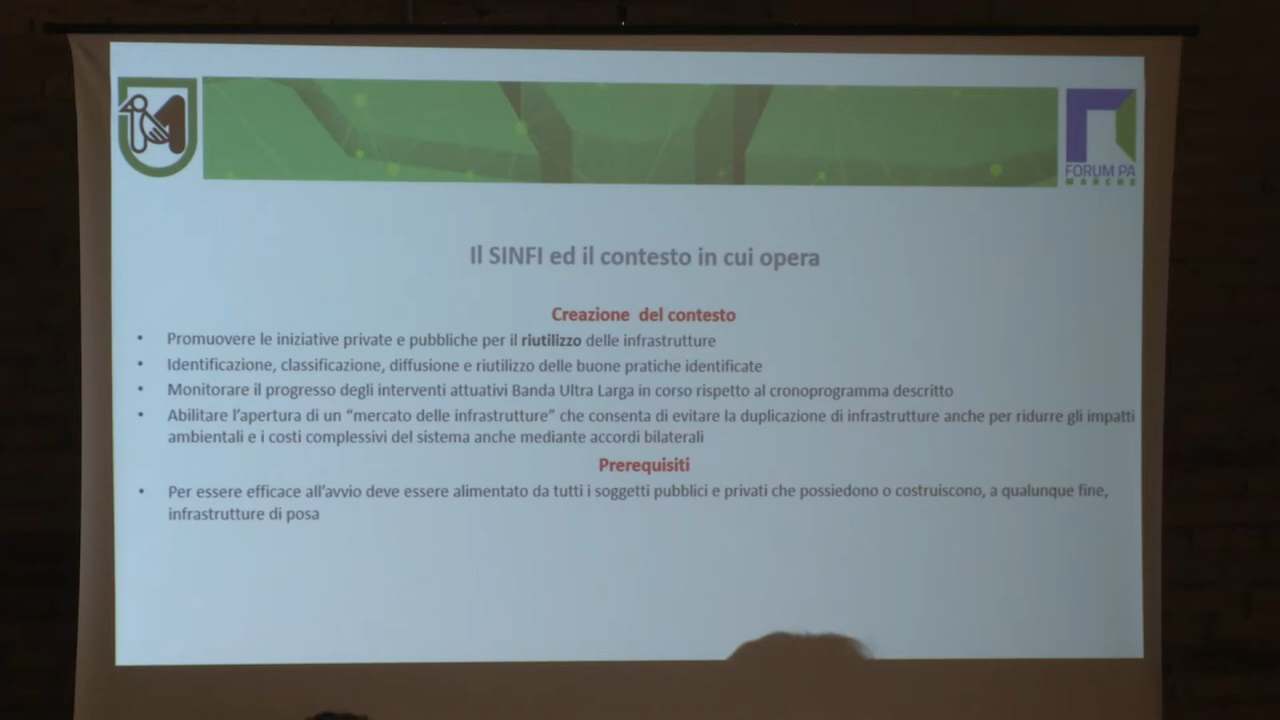 FORUM PA
MARCHE
Il SINFI ed il contesto in cui opera
Creazione del contesto
• Promuovere le iniziative private e pubbliche per il riutilizzo delle infrastrutture
• Identificazione, classificazione, diffusione e riutilizzo delle buone pratiche identificate
• Monitorare il progresso degli interventi attuativi Banda Ultra Larga in corso rispetto al cronoprogramma descritto
• Abilitare l'apertura di un “mercato delle infrastrutture” che consenta di evitare la duplicazione di infrastrutture anche per ridurre gli impatti
ambientali e i costi complessivi del sistema anche mediante accordi bilaterali
Prerequisiti
• Per essere efficace all'avvio deve essere alimentato da tutti i soggetti pubblici e privati che possiedono o costruiscono, a qualunque fine,
infrastrutture di posa